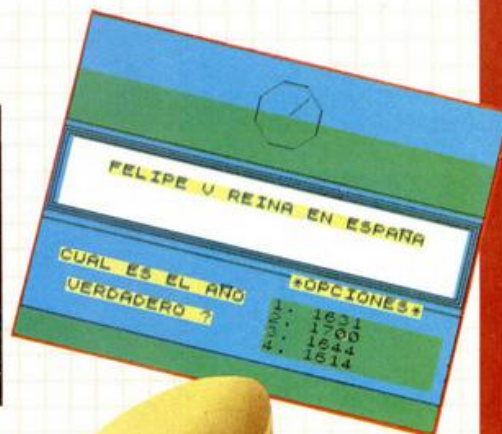 FELIPE V REINA EN ESPAÑA
CUAL ES EL AÑO
VERDADERO ?
*OPCIONES*
1. 1631
2. 1700
3. 1644
4. 1614